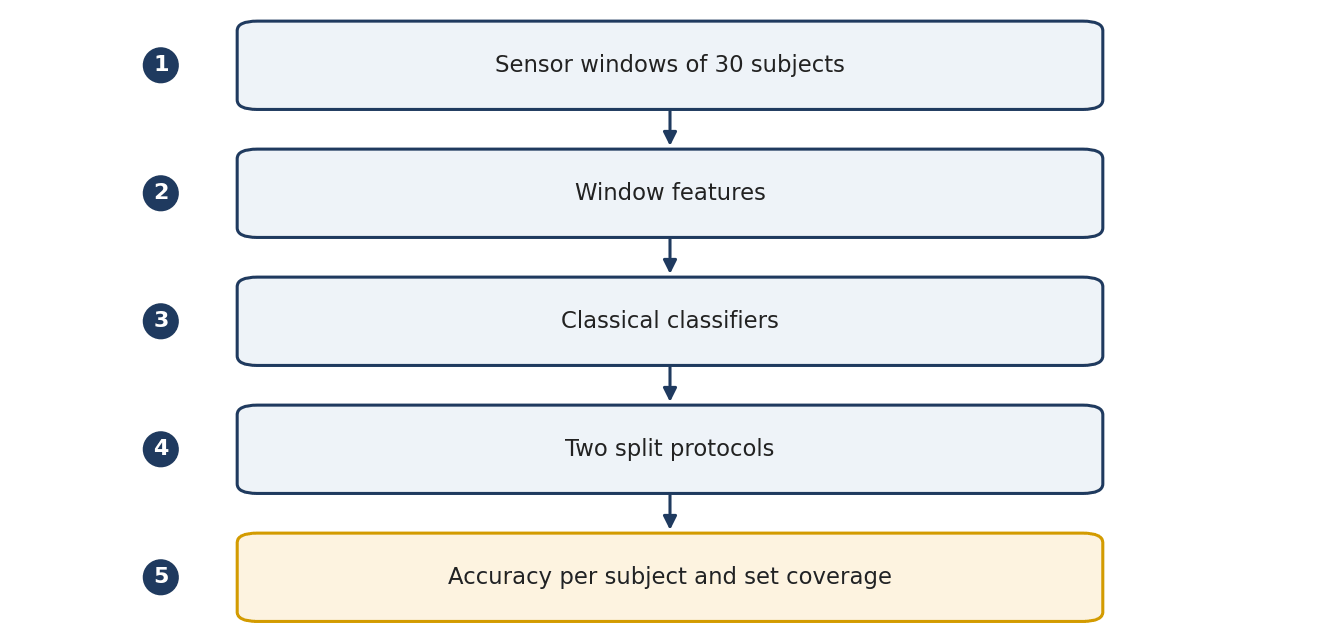 1 Sensor windows of 30 subjects
2 Window features
3 Classical classifiers
4 Two split protocols
5 Accuracy per subject and set coverage